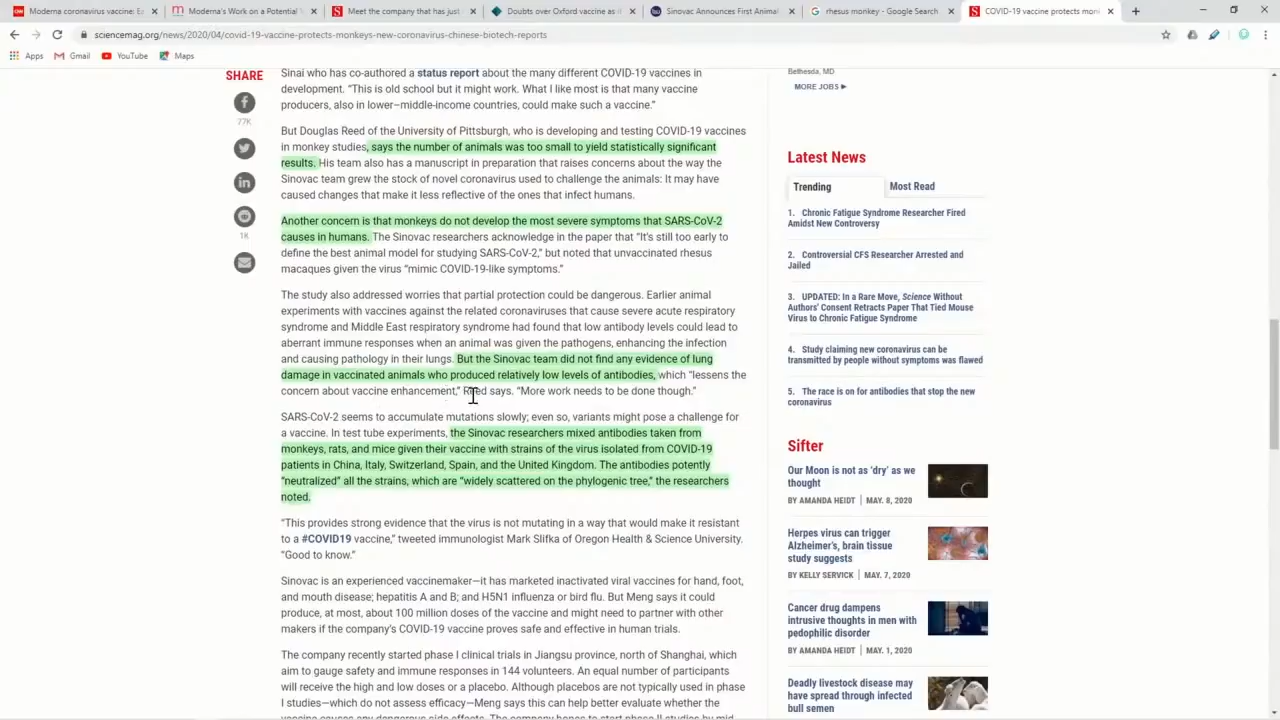 Moderna coronavirus vaccine: Ea
Moderna's Work on a Potential V
Meet the company that has just
Doubts over Oxford vaccine as it
Sinovac Announces First Animal
rhesus monkey - Google Search
COVID-19 vaccine protects monk
sciencemag.org/news/2020/04/covid-19-vaccine-protects-monkeys-new-coronavirus-chinese-biotech-reports
Apps
Gmail
YouTube
Maps
SHARE
77K
1K
Sinai who has co-authored a status report about the many different COVID-19 vaccines in
development. “This is old school but it might work. What I like most is that many vaccine
producers, also in lower–middle-income countries, could make such a vaccine.”
But Douglas Reed of the University of Pittsburgh, who is developing and testing COVID-19 vaccines
in monkey studies, says the number of animals was too small to yield statistically significant
results. His team also has a manuscript in preparation that raises concerns about the way the
Sinovac team grew the stock of novel coronavirus used to challenge the animals: It may have
caused changes that make it less reflective of the ones that infect humans.
Another concern is that monkeys do not develop the most severe symptoms that SARS-CoV-2
causes in humans. The Sinovac researchers acknowledge in the paper that “It's still too early to
define the best animal model for studying SARS-CoV-2,” but noted that unvaccinated rhesus
macaques given the virus “mimic COVID-19-like symptoms.”
The study also addressed worries that partial protection could be dangerous. Earlier animal
experiments with vaccines against the related coronaviruses that cause severe acute respiratory
syndrome and Middle East respiratory syndrome had found that low antibody levels could lead to
aberrant immune responses when an animal was given the pathogens, enhancing the infection
and causing pathology in their lungs. But the Sinovac team did not find any evidence of lung
damage in vaccinated animals who produced relatively low levels of antibodies, which “lessens the
concern about vaccine enhancement,” Reed says. “More work needs to be done though.”
SARS-CoV-2 seems to accumulate mutations slowly; even so, variants might pose a challenge for
a vaccine. In test tube experiments, the Sinovac researchers mixed antibodies taken from
monkeys, rats, and mice given their vaccine with strains of the virus isolated from COVID-19
patients in China, Italy, Switzerland, Spain, and the United Kingdom. The antibodies potently
“neutralized” all the strains, which are “widely scattered on the phylogenic tree,” the researchers
noted.
“This provides strong evidence that the virus is not mutating in a way that would make it resistant
to a #COVID19 vaccine,” tweeted immunologist Mark Slifka of Oregon Health & Science University.
“Good to know.”
Sinovac is an experienced vaccinemaker—it has marketed inactivated viral vaccines for hand, foot,
and mouth disease; hepatitis A and B; and H5N1 influenza or bird flu. But Meng says it could
produce, at most, about 100 million doses of the vaccine and might need to partner with other
makers if the company's COVID-19 vaccine proves safe and effective in human trials.
The company recently started phase I clinical trials in Jiangsu province, north of Shanghai, which
aim to gauge safety and immune responses in 144 volunteers. An equal number of participants
will receive the high and low doses or a placebo. Although placebos are not typically used in phase
I studies—which do not assess efficacy—Meng says this can help better evaluate whether the
vaccine causes any dangerous side effects. The company hopes to start phase II studies by mid-
Bethesda, MD
MORE JOBS ▶
Latest News
Trending
Most Read
1. Chronic Fatigue Syndrome Researcher Fired
Amidst New Controversy
2. Controversial CFS Researcher Arrested and
Jailed
3. UPDATED: In a Rare Move, Science Without
Authors' Consent Retracts Paper That Tied Mouse
Virus to Chronic Fatigue Syndrome
4. Study claiming new coronavirus can be
transmitted by people without symptoms was flawed
5. The race is on for antibodies that stop the new
coronavirus
Sifter
Our Moon is not as ‘dry’ as we
thought
BY AMANDA HEIDT | MAY. 8, 2020
Herpes virus can trigger
Alzheimer's, brain tissue
study suggests
BY KELLY SERVICK | MAY. 7, 2020
Cancer drug dampens
intrusive thoughts in men with
pedophilic disorder
BY AMANDA HEIDT | MAY. 1, 2020
Deadly livestock disease may
have spread through infected
bull semen